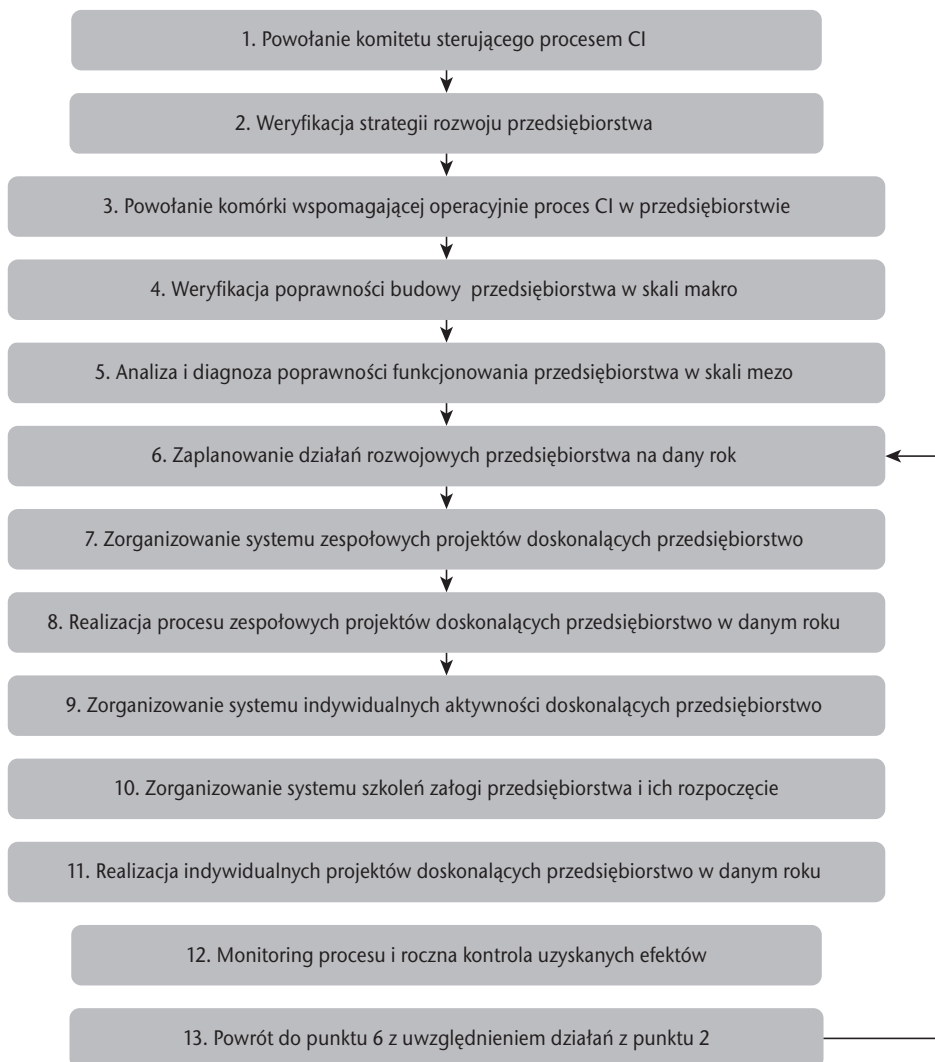 1. Powołanie komitetu sterującego procesem CI
2. Weryfikacja strategii rozwoju przedsiębiorstwa
3. Powołanie komórki wspomagającej operacyjnie proces CI w przedsiębiorstwie
4. Weryfikacja poprawności budowy przedsiębiorstwa w skali makro
5. Analiza i diagnoza poprawności funkcjonowania przedsiębiorstwa w skali mezo
6. Zaplanowanie działań rozwojowych przedsiębiorstwa na dany rok
7. Zorganizowanie systemu zespołowych projektów doskonalących przedsiębiorstwo
8. Realizacja procesu zespołowych projektów doskonalących przedsiębiorstwo w danym roku
9. Zorganizowanie systemu indywidualnych aktywności doskonalących przedsiębiorstwo
10. Zorganizowanie systemu szkoleń załogi przedsiębiorstwa i ich rozpoczęcie
11. Realizacja indywidualnych projektów doskonalących przedsiębiorstwo w danym roku
12. Monitoring procesu i roczna kontrola uzyskanych efektów
13. Powrót do punktu 6 z uwzględnieniem działań z punktu 2